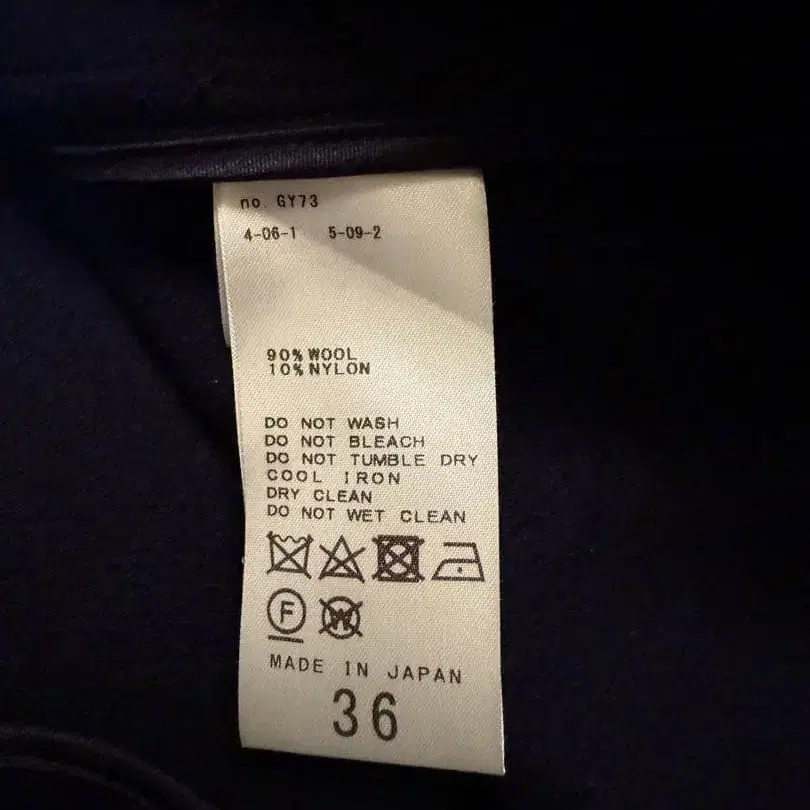 no. GY73
4-06-1 5-09-2
90% WOOL
10% NYLON
DO NOT WASH
DO NOT BLEACH
DO NOT TUMBLE DRY
COOL IRON
DRY CLEAN
DO NOT WET CLEAN
F W
MADE IN JAPAN
36